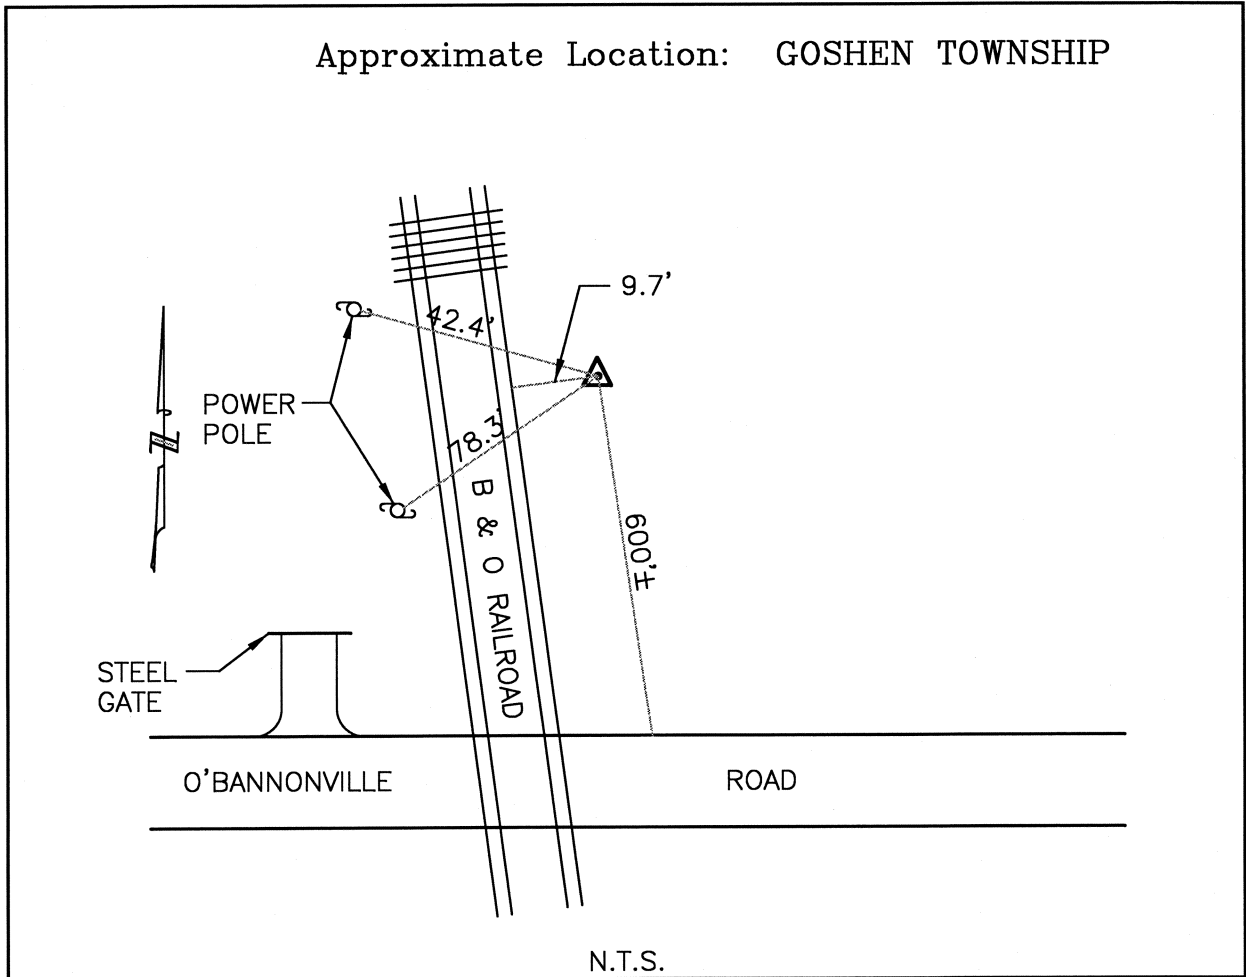 Approximate Location: GOSHEN TOWNSHIP
9.7'
42.4'
POWER
POLE
78.3'
B & O RAILROAD
600'±
STEEL
GATE
O'BANNONVILLE ROAD
N.T.S.